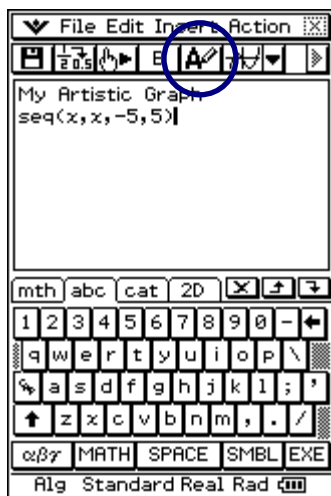 File Edit Insert Action
B A
My Artistic Graph
seq(x,x,-5,5)
mth abc cat 2D
1 2 3 4 5 6 7 8 9 0 -
q w e r t y u i o p \
a s d f g h j k l ; '
z x c v b n m , . /
αβγ MATH SPACE SMBL EXE
Alg Standard Real Rad